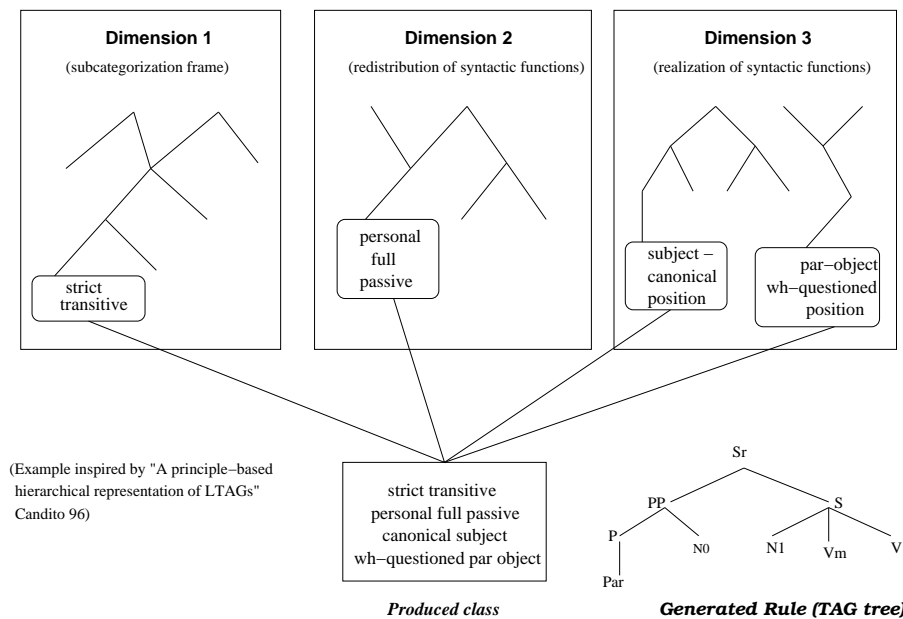 Dimension 1
(subcategorization frame)
strict
transitive
Dimension 2
(redistribution of syntactic functions)
personal
full
passive
Dimension 3
(realization of syntactic functions)
subject −
canonical
position
par−object
wh−questioned
position
(Example inspired by "A principle−based
hierarchical representation of LTAGs"
Candito 96)
strict transitive
personal full passive
canonical subject
wh−questioned par object
Produced class
Sr
PP
S
P
N0
N1
Vm
V
Par
Generated Rule (TAG tree)